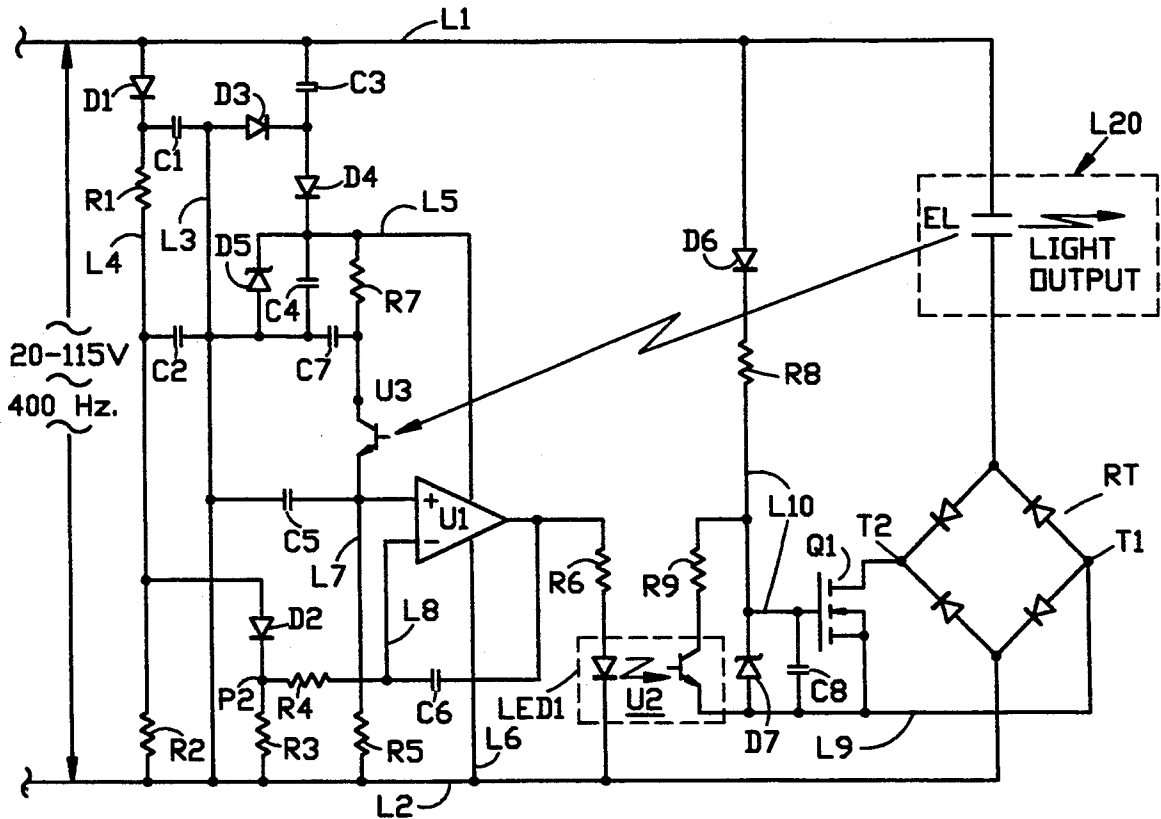 L1
D1
D3
C3
C1
L20
R1
D4
L5
EL
LIGHT
OUTPUT
L4
L3
D5
C4
R7
D6
20-115V
400 Hz.
C2
C7
U3
R8
RT
C5
U1
+
−
L10
T2
T1
Q1
L7
R6
R9
L8
D2
P2
R4
C6
LED1
U2
C8
R2
R3
R5
L6
D7
L9
L2